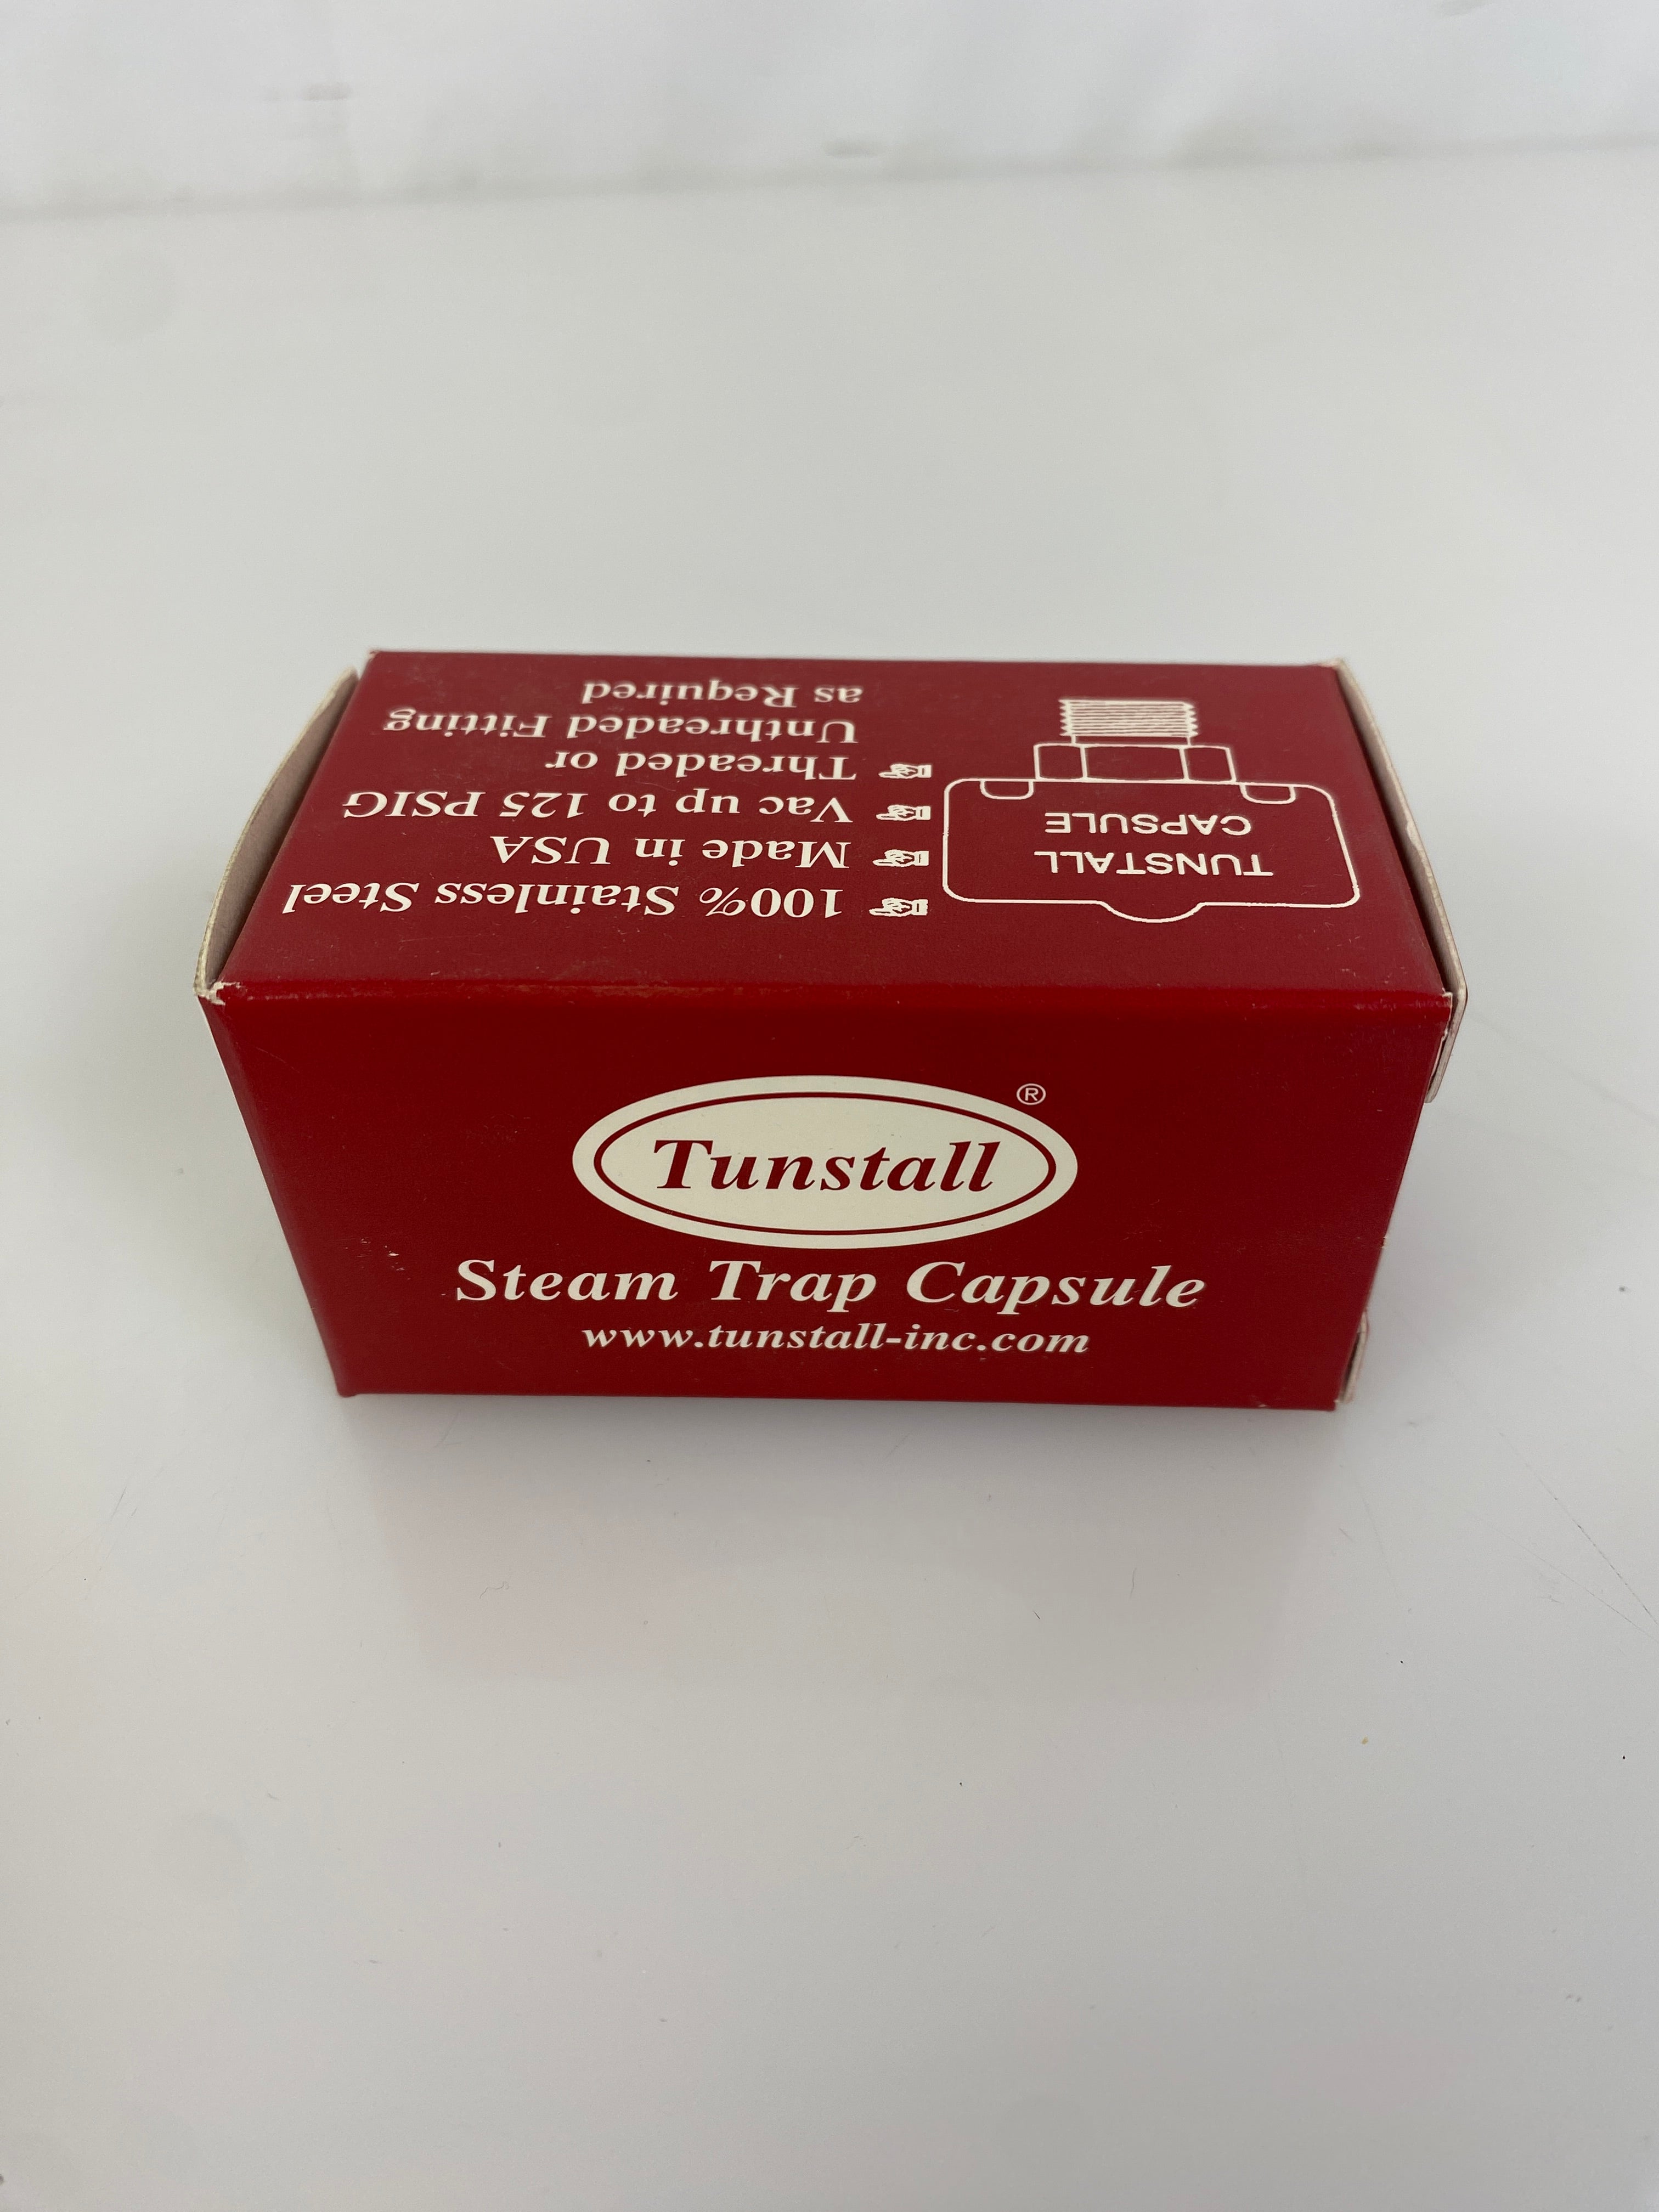 TUNSTALL
CAPSULE
100% Stainless Steel
Made in USA
Vac up to 125 PSIG
Threaded or
Unthreaded Fitting
as Required
Tunstall®
Steam Trap Capsule
www.tunstall-inc.com